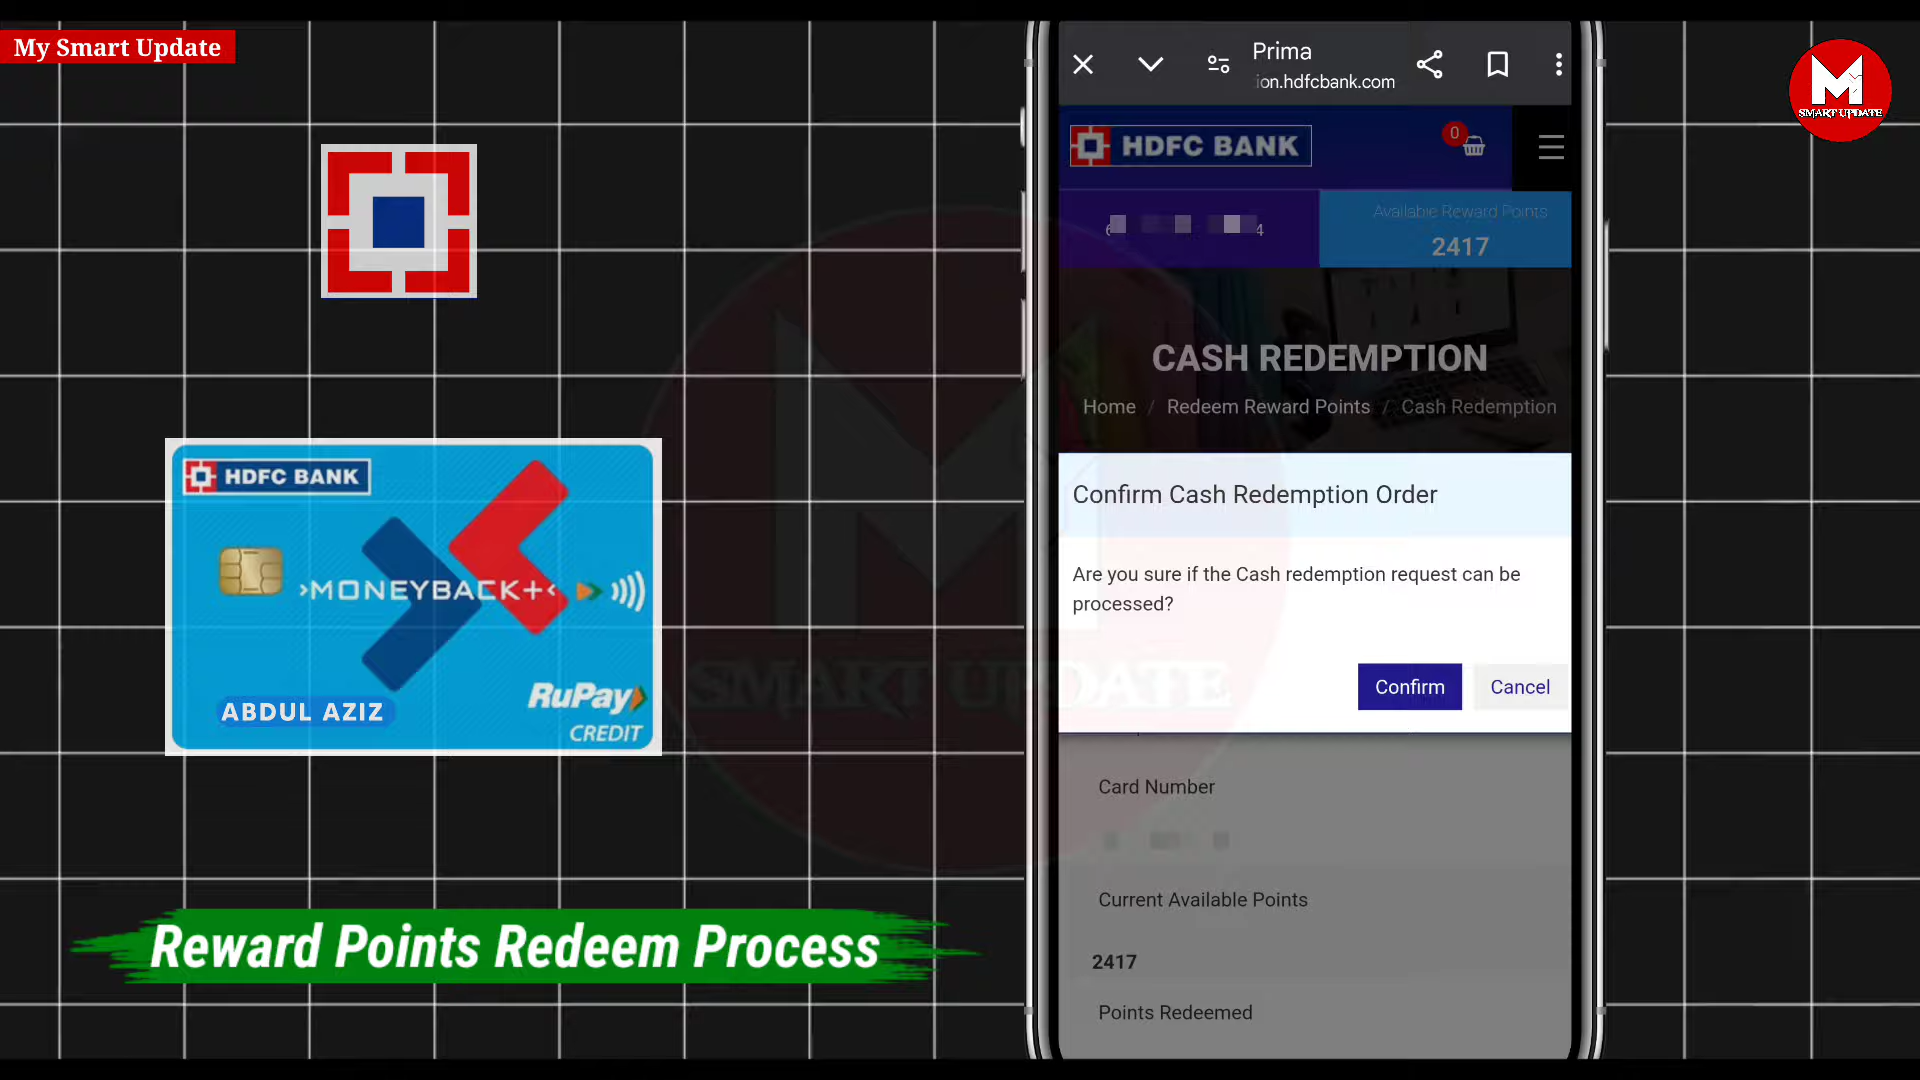 My Smart Update
SMART UPDATE
HDFC BANK
>MONEYBACK+<
RuPay
CREDIT
ABDUL AZIZ
Reward Points Redeem Process
SMART UPDATE
Prima
ion.hdfcbank.com
HDFC BANK
0
Available Reward Points
2417
CASH REDEMPTION
Home / Redeem Reward Points / Cash Redemption
Confirm Cash Redemption Order
Are you sure if the Cash redemption request can be
processed?
Confirm
Cancel
Card Number
Current Available Points
2417
Points Redeemed